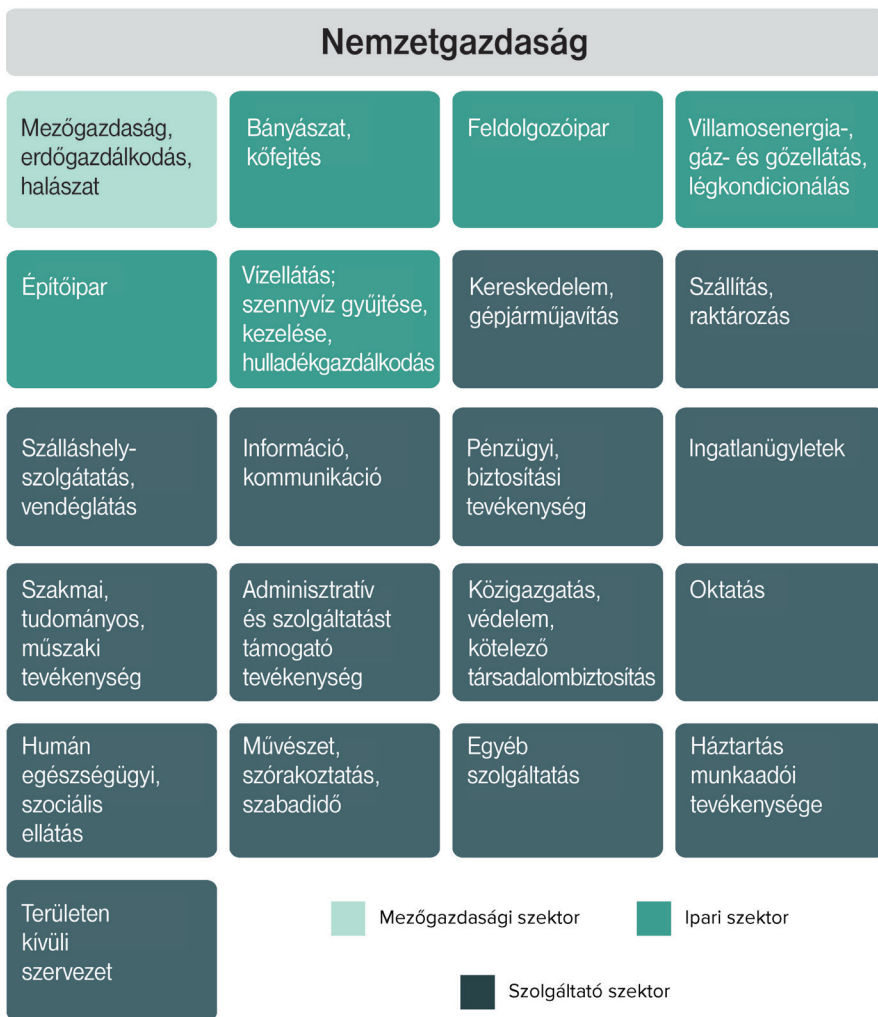 Nemzetgazdaság
Mezőgazdaság,
erdőgazdálkodás,
halászat
Bányászat,
kőfejtés
Feldolgozóipar
Villamosenergia-,
gáz- és gőzellátás,
légkondicionálás
Építőipar
Vízellátás;
szennyvíz gyűjtése,
kezelése,
hulladékgazdálkodás
Kereskedelem,
gépjárműjavítás
Szállítás,
raktározás
Szálláshely-
szolgátatás,
vendéglátás
Információ,
kommunikáció
Pénzügyi,
biztosítási
tevékenység
Ingatlanügyletek
Szakmai,
tudományos,
műszaki
tevékenység
Adminisztratív
és szolgáltatást
támogató
tevékenység
Közigazgatás,
védelem,
kötelező
társadalombiztosítás
Oktatás
Humán
egészségügyi,
szociális
ellátás
Művészet,
szórakoztatás,
szabadidő
Egyéb
szolgáltatás
Háztartás
munkaadói
tevékenysége
Területen
kívüli
szervezet
Mezőgazdasági szektor
Ipari szektor
Szolgáltató szektor